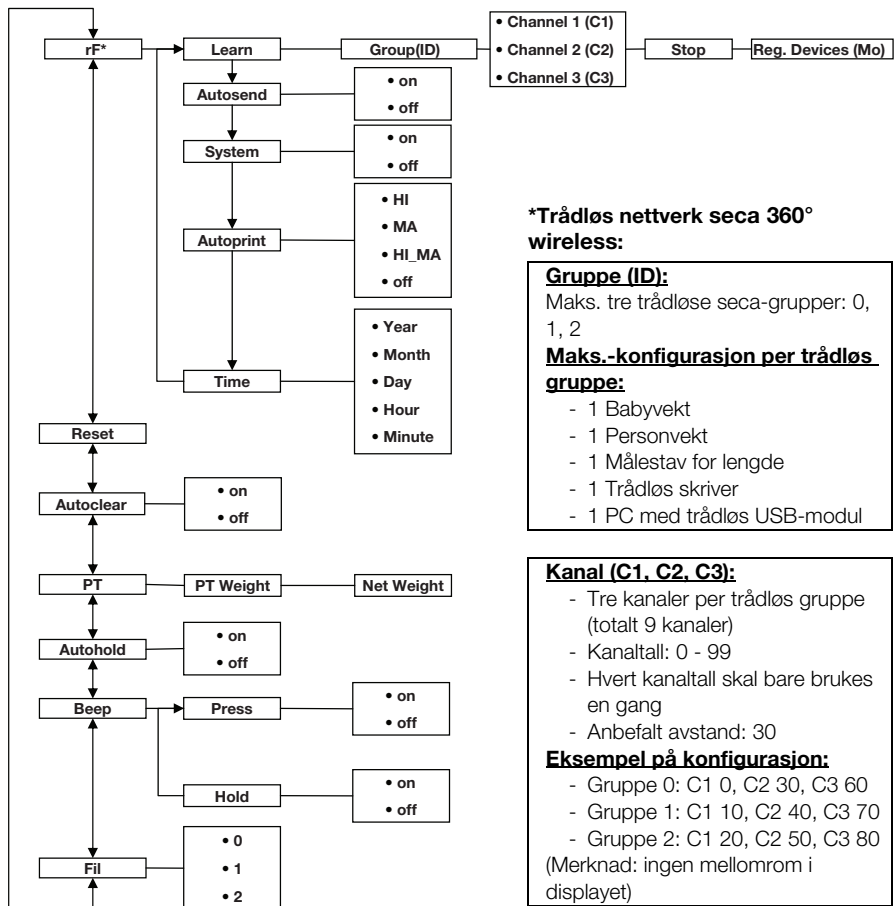 rF*
Learn
Group(ID)
• Channel 1 (C1)
• Channel 2 (C2)
• Channel 3 (C3)
Stop
Reg. Devices (Mo)
Autosend
• on
• off
System
• on
• off
Autoprint
• HI
• MA
• HI_MA
• off
Time
• Year
• Month
• Day
• Hour
• Minute
Reset
Autoclear
• on
• off
PT
PT Weight
Net Weight
Autohold
• on
• off
Beep
Press
• on
• off
Hold
• on
• off
Fil
• 0
• 1
• 2
*Trådløs nettverk seca 360°
wireless:
Gruppe (ID):
Maks. tre trådløse seca-grupper: 0,
1, 2
Maks.-konfigurasjon per trådløs
gruppe:
- 1 Babyvekt
- 1 Personvekt
- 1 Målestav for lengde
- 1 Trådløs skriver
- 1 PC med trådløs USB-modul
Kanal (C1, C2, C3):
- Tre kanaler per trådløs gruppe
(totalt 9 kanaler)
- Kanaltall: 0 - 99
- Hvert kanaltall skal bare brukes
en gang
- Anbefalt avstand: 30
Eksempel på konfigurasjon:
- Gruppe 0: C1 0, C2 30, C3 60
- Gruppe 1: C1 10, C2 40, C3 70
- Gruppe 2: C1 20, C2 50, C3 80
(Merknad: ingen mellomrom i
displayet)